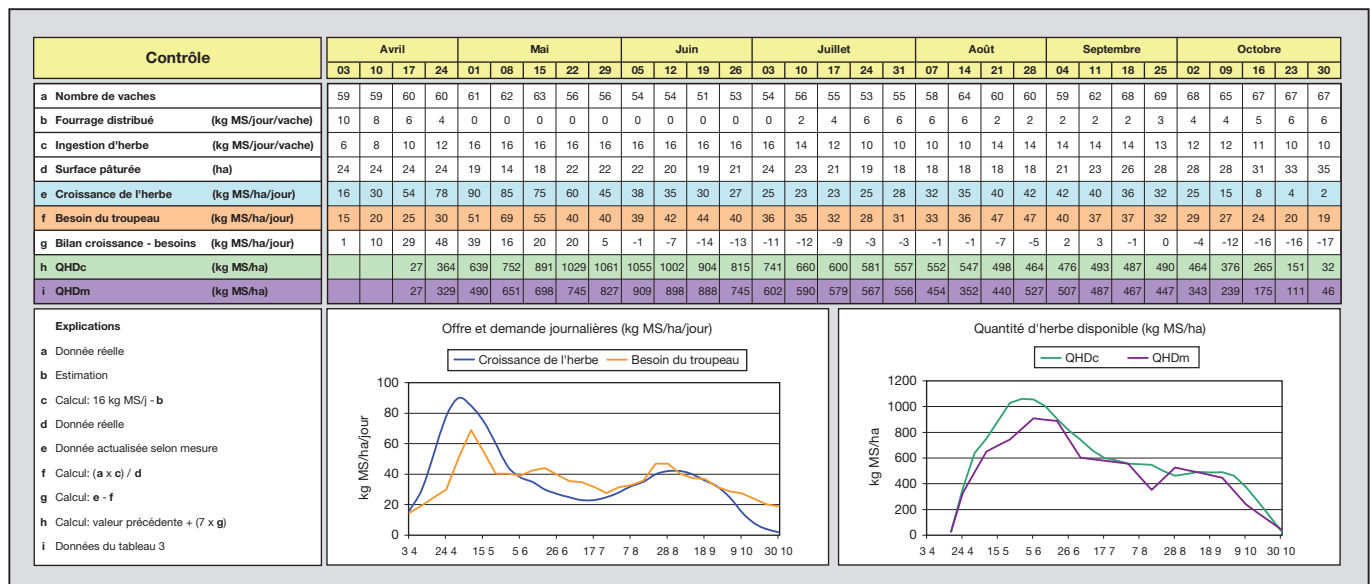 Contrôle
Avril Mai Juin Juillet Août Septembre Octobre
03 10 17 24 01 08 15 22 29 05 12 19 26 03 10 17 24 31 07 14 21 28 04 11 18 25 02 09 16 23 30
a Nombre de vaches 59 59 60 60 61 62 63 56 56 54 54 51 53 54 56 55 53 55 58 64 60 60 59 62 68 69 68 65 67 67 67
b Fourrage distribué (kg MS/jour/vache) 10 8 6 4 0 0 0 0 0 0 0 0 0 0 2 4 6 6 6 6 2 2 2 2 2 3 4 4 5 6 6
c Ingestion d'herbe (kg MS/jour/vache) 6 8 10 12 16 16 16 16 16 16 16 16 16 16 14 12 10 10 10 10 14 14 14 14 14 13 12 12 11 10 10
d Surface pâturée (ha) 24 24 24 24 19 14 18 22 22 22 20 19 21 24 23 21 19 18 18 18 18 18 21 23 26 28 28 28 31 33 35
e Croissance de l'herbe (kg MS/ha/jour) 16 30 54 78 90 85 75 60 45 38 35 30 27 25 23 23 25 28 32 35 40 42 42 40 36 32 25 15 8 4 2
f Besoin du troupeau (kg MS/ha/jour) 15 20 25 30 51 69 55 40 40 39 42 44 40 36 35 32 28 31 33 36 47 47 40 37 37 32 29 27 24 20 19
g Bilan croissance - besoins (kg MS/ha/jour) 1 10 29 48 39 16 20 20 5 -1 -7 -14 -13 -11 -12 -9 -3 -3 -1 -1 -7 -5 2 3 -1 0 -4 -12 -16 -16 -17
h QHDc (kg MS/ha) 27 364 639 752 891 1029 1061 1055 1002 904 815 741 660 600 581 557 552 547 498 464 476 493 487 490 464 376 265 151 32
i QHDm (kg MS/ha) 27 329 490 651 698 745 827 909 898 888 745 602 590 579 567 556 454 352 440 527 507 487 467 447 343 239 175 111 46
Explications
a Donnée réelle
b Estimation
c Calcul: 16 kg MS/j - b
d Donnée réelle
e Donnée actualisée selon mesure
f Calcul: (a x c) / d
g Calcul: e - f
h Calcul: valeur précédente + (7 x g)
i Données du tableau 3
Offre et demande journalières (kg MS/ha/jour)
Croissance de l'herbe Besoin du troupeau
kg MS/ha/jour
100
80
60
40
20
0
3 4 24 4 15 5 5 6 26 6 17 7 7 8 28 8 18 9 9 10 30 10
Quantité d'herbe disponible (kg MS/ha)
QHDc QHDm
kg MS/ha
1200
1000
800
600
400
200
0
3 4 24 4 15 5 5 6 26 6 17 7 7 8 28 8 18 9 9 10 30 10